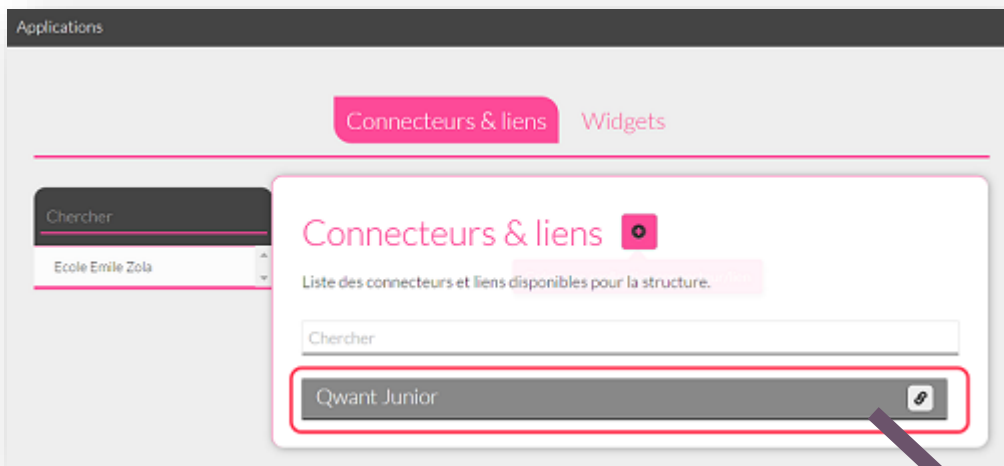 Applications
Connecteurs & liens Widgets
Chercher
Ecole Emile Zola
Connecteurs & liens
Liste des connecteurs et liens disponibles pour la structure.
Chercher
Qwant Junior